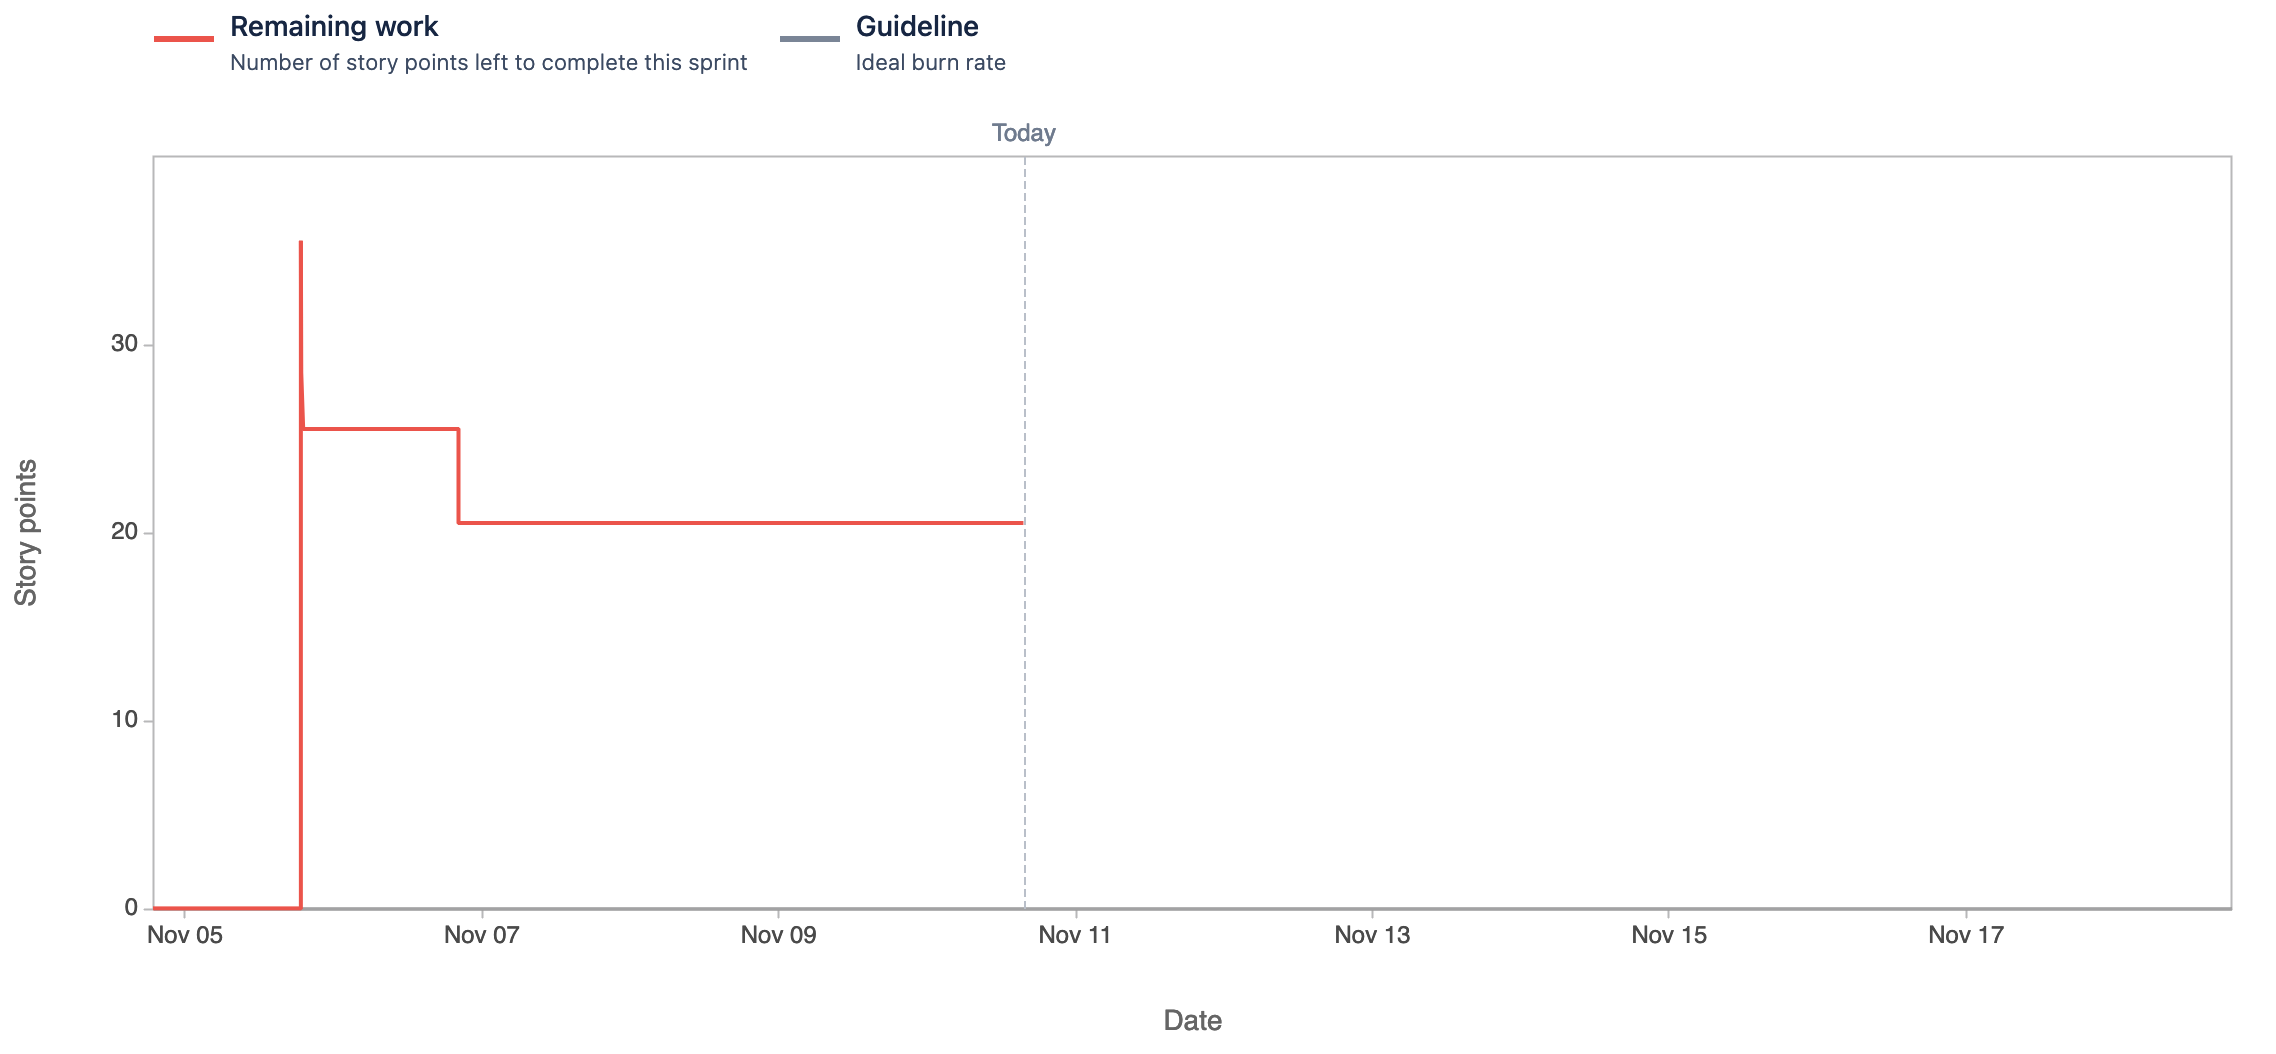 Remaining work
Number of story points left to complete this sprint
Guideline
Ideal burn rate
Today
Story points
30
20
10
0
Nov 05
Nov 07
Nov 09
Nov 11
Nov 13
Nov 15
Nov 17
Date